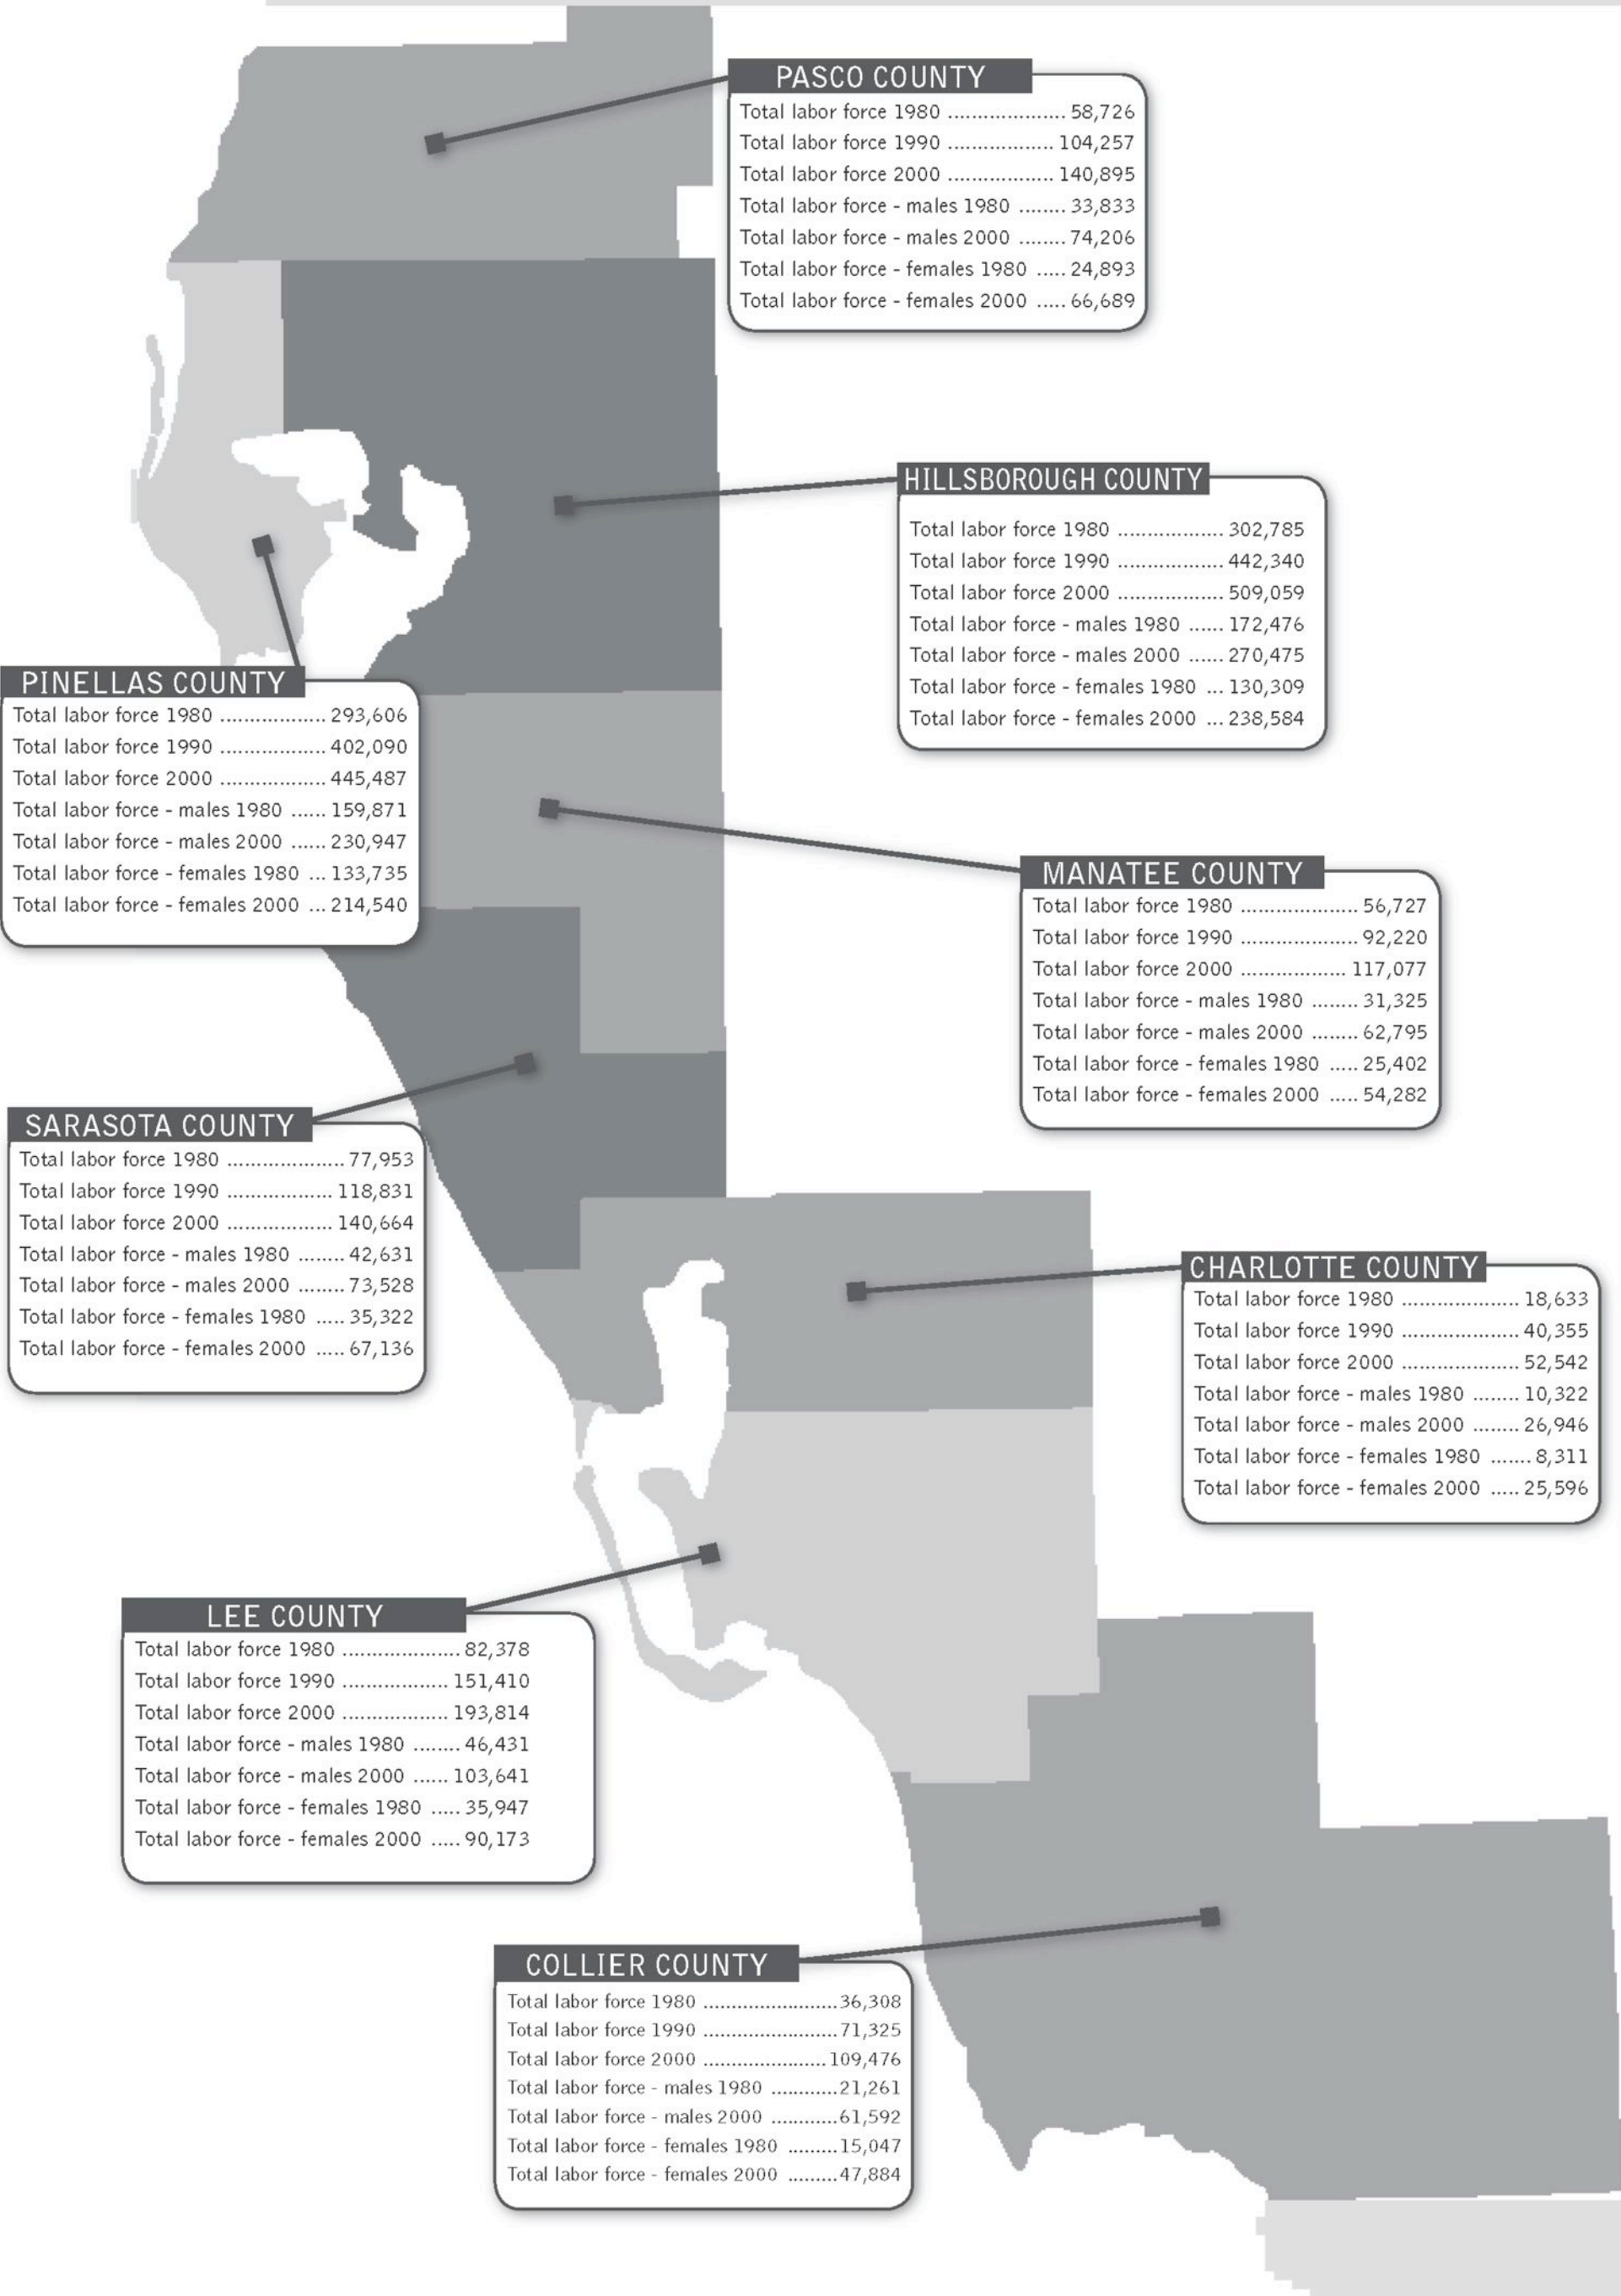 PASCO COUNTY
Total labor force 1980 .................... 58,726
Total labor force 1990 .................. 104,257
Total labor force 2000 .................. 140,895
Total labor force - males 1980 ........ 33,833
Total labor force - males 2000 ........ 74,206
Total labor force - females 1980 ..... 24,893
Total labor force - females 2000 ..... 66,689
HILLSBOROUGH COUNTY
Total labor force 1980 .................. 302,785
Total labor force 1990 .................. 442,340
Total labor force 2000 .................. 509,059
Total labor force - males 1980 ...... 172,476
Total labor force - males 2000 ...... 270,475
Total labor force - females 1980 ... 130,309
Total labor force - females 2000 ... 238,584
PINELLAS COUNTY
Total labor force 1980 .................. 293,606
Total labor force 1990 .................. 402,090
Total labor force 2000 .................. 445,487
Total labor force - males 1980 ...... 159,871
Total labor force - males 2000 ...... 230,947
Total labor force - females 1980 ... 133,735
Total labor force - females 2000 ... 214,540
MANATEE COUNTY
Total labor force 1980 .................... 56,727
Total labor force 1990 .................... 92,220
Total labor force 2000 .................. 117,077
Total labor force - males 1980 ........ 31,325
Total labor force - males 2000 ........ 62,795
Total labor force - females 1980 ..... 25,402
Total labor force - females 2000 ..... 54,282
SARASOTA COUNTY
Total labor force 1980 .................... 77,953
Total labor force 1990 .................. 118,831
Total labor force 2000 .................. 140,664
Total labor force - males 1980 ........ 42,631
Total labor force - males 2000 ........ 73,528
Total labor force - females 1980 ..... 35,322
Total labor force - females 2000 ..... 67,136
CHARLOTTE COUNTY
Total labor force 1980 .................... 18,633
Total labor force 1990 .................... 40,355
Total labor force 2000 .................... 52,542
Total labor force - males 1980 ........ 10,322
Total labor force - males 2000 ........ 26,946
Total labor force - females 1980 ....... 8,311
Total labor force - females 2000 ..... 25,596
LEE COUNTY
Total labor force 1980 .................... 82,378
Total labor force 1990 .................. 151,410
Total labor force 2000 .................. 193,814
Total labor force - males 1980 ........ 46,431
Total labor force - males 2000 ...... 103,641
Total labor force - females 1980 ..... 35,947
Total labor force - females 2000 ..... 90,173
COLLIER COUNTY
Total labor force 1980 ........................36,308
Total labor force 1990 ........................71,325
Total labor force 2000 ......................109,476
Total labor force - males 1980 ............21,261
Total labor force - males 2000 ............61,592
Total labor force - females 1980 .........15,047
Total labor force - females 2000 .........47,884